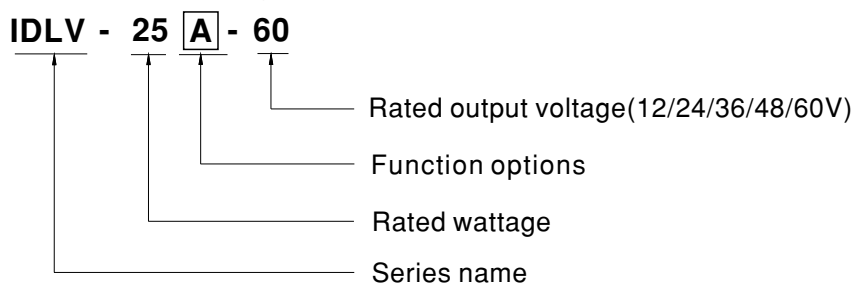 IDLV - 25 A - 60
Rated output voltage(12/24/36/48/60V)
Function options
Rated wattage
Series name